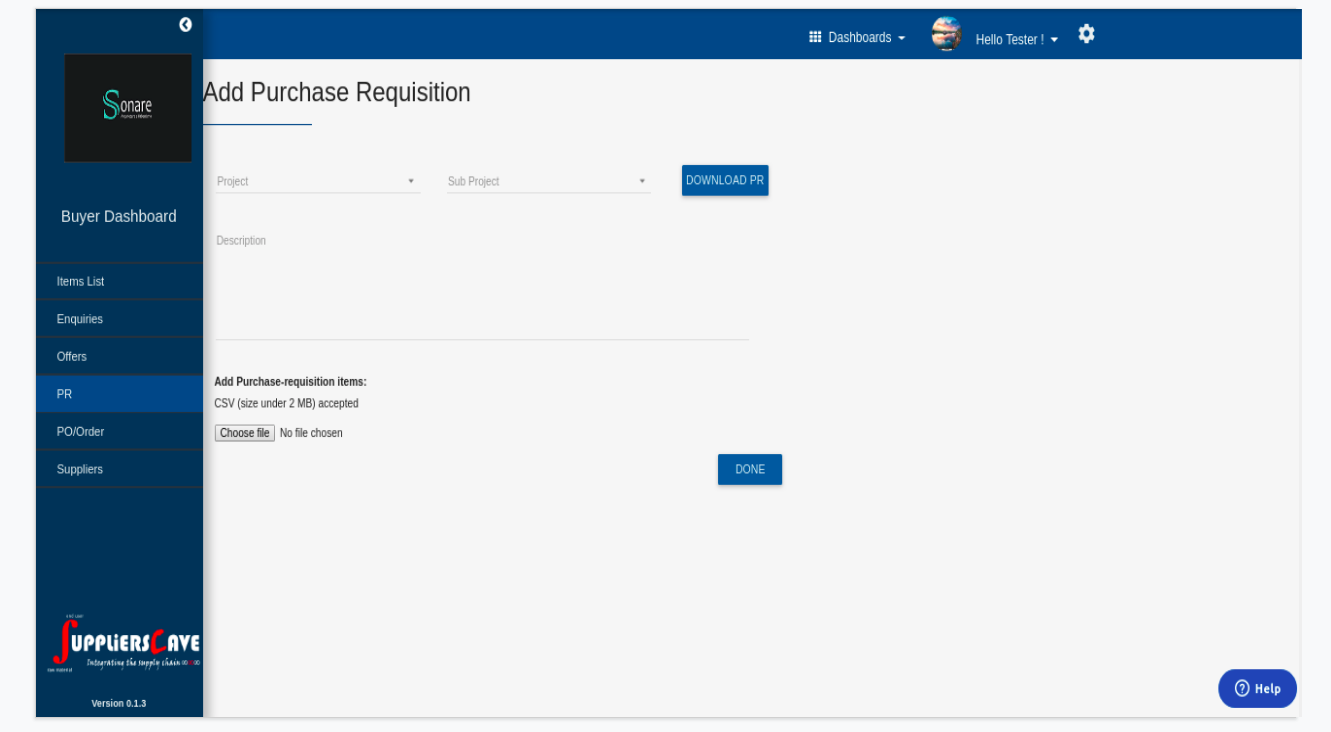 Dashboards
Hello Tester !
Sonare
Add Purchase Requisition
Project
Sub Project
DOWNLOAD PR
Buyer Dashboard
Description
Items List
Enquiries
Offers
PR
PO/Order
Suppliers
Add Purchase-requisition items:
CSV (size under 2 MB) accepted
Choose file No file chosen
DONE
SUPPLIERSCAVE
Integrating the supply chain
Version 0.1.3
Help